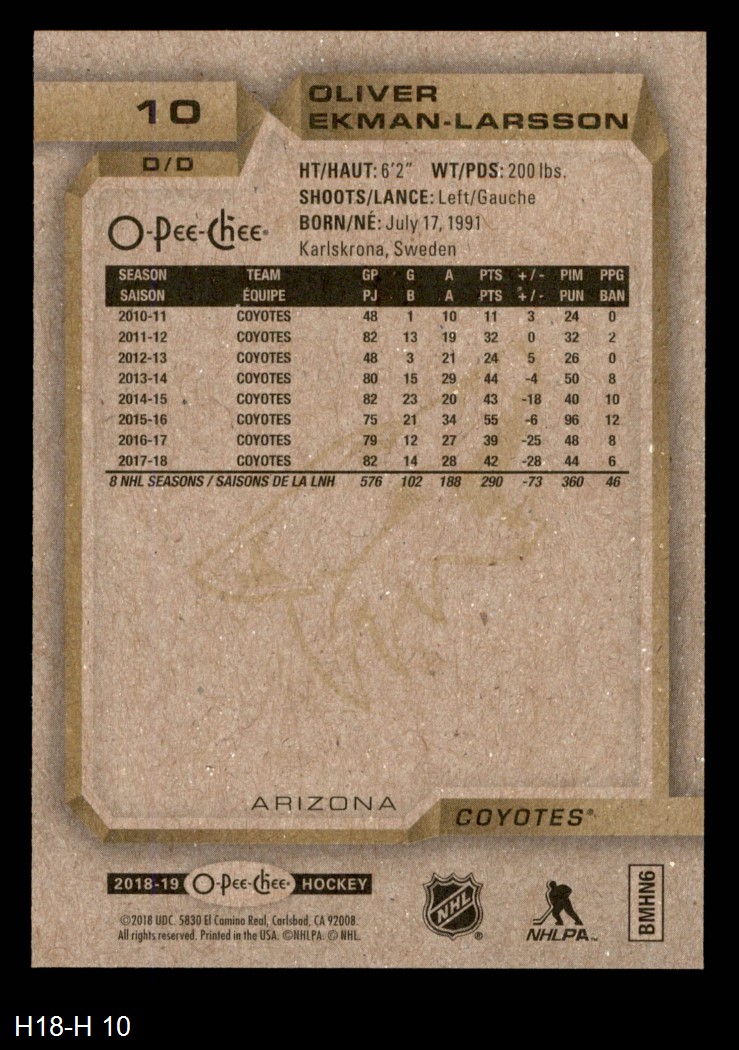 10
OLIVER
EKMAN-LARSSON
D/D
HT/HAUT: 6'2" WT/PDS: 200 lbs.
SHOOTS/LANCE: Left/Gauche
BORN/NÉ: July 17, 1991
Karlskrona, Sweden
O-Pee-Chee®
SEASON TEAM GP G A PTS +/- PIM PPG
SAISON ÉQUIPE PJ B A PTS +/- PUN BAN
2010-11 COYOTES 48 1 10 11 3 24 0
2011-12 COYOTES 82 13 19 32 0 32 2
2012-13 COYOTES 48 3 21 24 5 26 0
2013-14 COYOTES 80 15 29 44 -4 50 8
2014-15 COYOTES 82 23 20 43 -18 40 10
2015-16 COYOTES 75 21 34 55 -6 96 12
2016-17 COYOTES 79 12 27 39 -25 48 8
2017-18 COYOTES 82 14 28 42 -28 44 6
8 NHL SEASONS / SAISONS DE LA LNH 576 102 188 290 -73 360 46
ARIZONA
COYOTES®
2018-19 O-Pee-Chee® HOCKEY
©2018 UDC. 5830 El Camino Real, Carlsbad, CA 92008.
All rights reserved. Printed in the USA. ©NHLPA. © NHL.
NHL ®
NHLPA™
BMHN6
H18-H 10